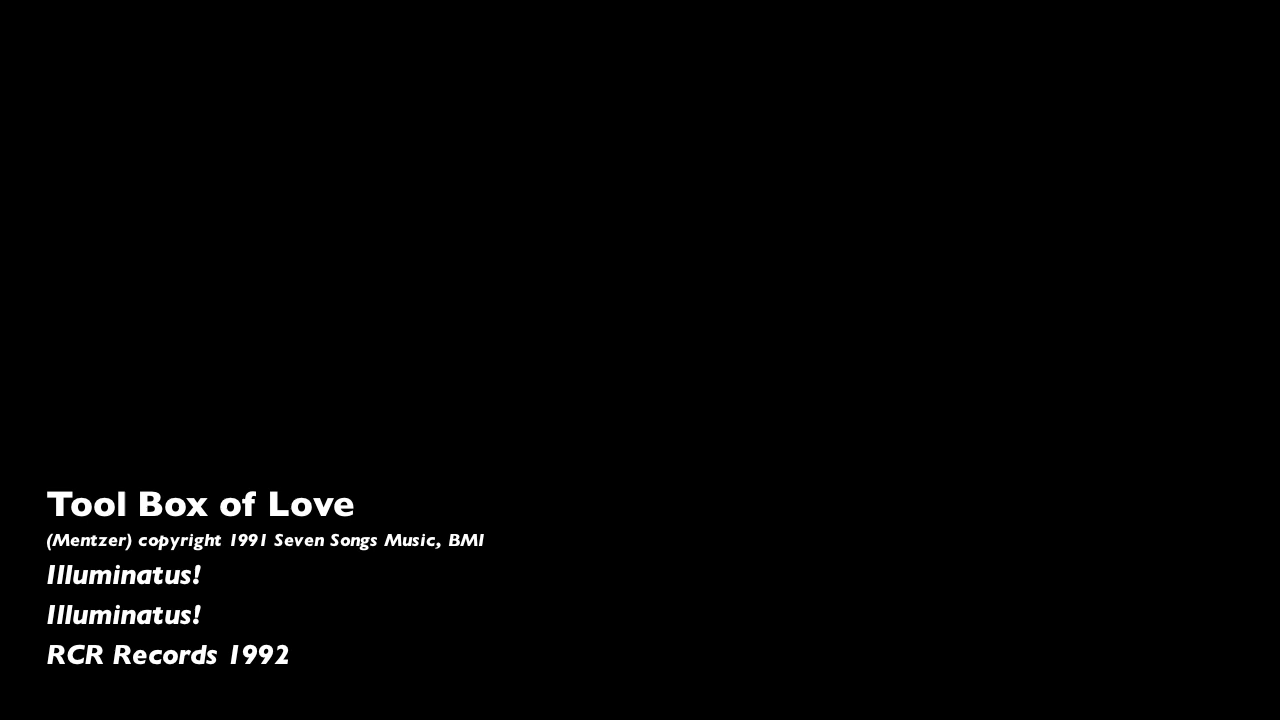 Tool Box of Love
(Mentzer) copyright 1991 Seven Songs Music, BMI
Illuminatus!
Illuminatus!
RCR Records 1992